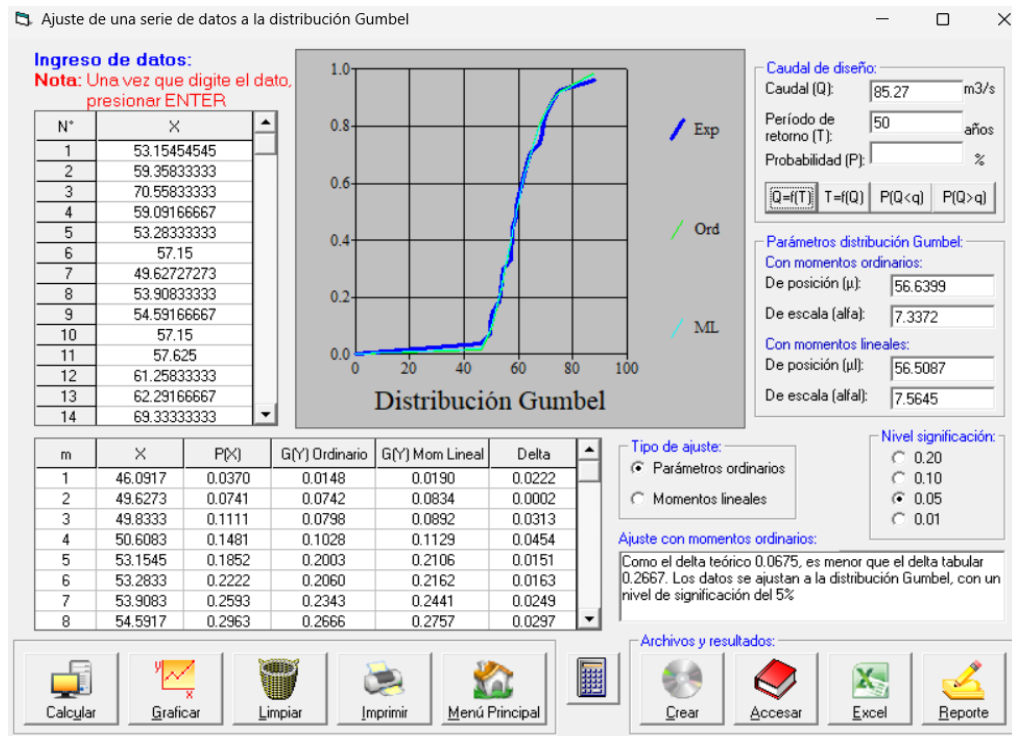 Ajuste de una serie de datos a la distribución Gumbel
Ingreso de datos:
Nota: Una vez que digite el dato,
presionar ENTER
N° X
1 53.15454545
2 59.35833333
3 70.55833333
4 59.09166667
5 53.28333333
6 57.15
7 49.62727273
8 53.90833333
9 54.59166667
10 57.15
11 57.625
12 61.25833333
13 62.29166667
14 69.33333333
1.0
0.8
0.6
0.4
0.2
0.0
0 20 40 60 80 100
Distribución Gumbel
Exp
Ord
ML
Caudal de diseño:
Caudal (Q): 85.27 m3/s
Período de
retorno (T): 50 años
Probabilidad (P): %
Q=f(T) T=f(Q) P(Q<q) P(Q>q)
Parámetros distribución Gumbel:
Con momentos ordinarios:
De posición (µ): 56.6399
De escala (alfa): 7.3372
Con momentos lineales:
De posición (µl): 56.5087
De escala (alfal): 7.5645
m X P(X) G(Y) Ordinario G(Y) Mom Lineal Delta
1 46.0917 0.0370 0.0148 0.0190 0.0222
2 49.6273 0.0741 0.0742 0.0834 0.0002
3 49.8333 0.1111 0.0798 0.0892 0.0313
4 50.6083 0.1481 0.1028 0.1129 0.0454
5 53.1545 0.1852 0.2003 0.2106 0.0151
6 53.2833 0.2222 0.2060 0.2162 0.0163
7 53.9083 0.2593 0.2343 0.2441 0.0249
8 54.5917 0.2963 0.2666 0.2757 0.0297
Tipo de ajuste:
Parámetros ordinarios
Momentos lineales
Nivel significación:
0.20
0.10
0.05
0.01
Ajuste con momentos ordinarios:
Como el delta teórico 0.0675, es menor que el delta tabular
0.2667. Los datos se ajustan a la distribución Gumbel, con un
nivel de significación del 5%
Calcular Graficar Limpiar Imprimir Menú Principal
Archivos y resultados:
Crear Accesar Excel Reporte